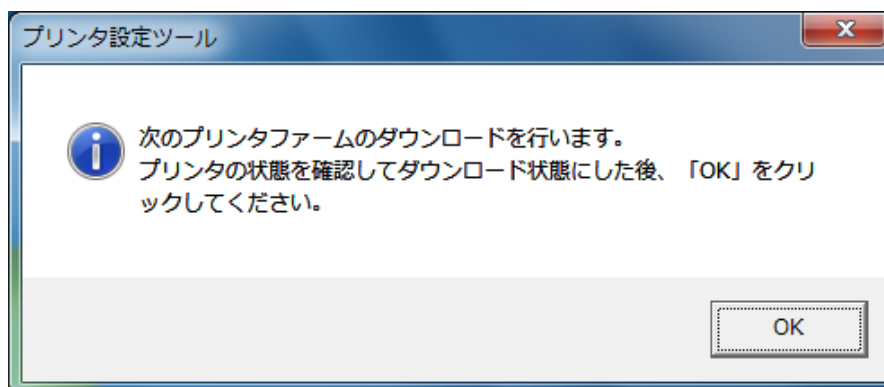 プリンタ設定ツール
次のプリンタファームのダウンロードを行います。
プリンタの状態を確認してダウンロード状態にした後、「OK」をクリ
ックしてください。
OK